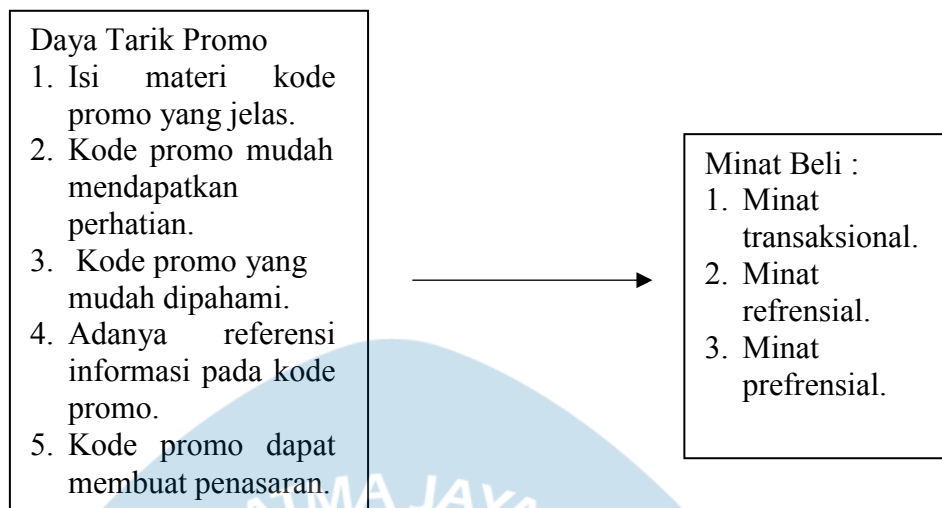 Daya Tarik Promo
1. Isi materi kode
promo yang jelas.
2. Kode promo mudah
mendapatkan
perhatian.
3. Kode promo yang
mudah dipahami.
4. Adanya referensi
informasi pada kode
promo.
5. Kode promo dapat
membuat penasaran.
Minat Beli :
1. Minat
transaksional.
2. Minat
refrensial.
3. Minat
prefrensial.
ATMA JAYA